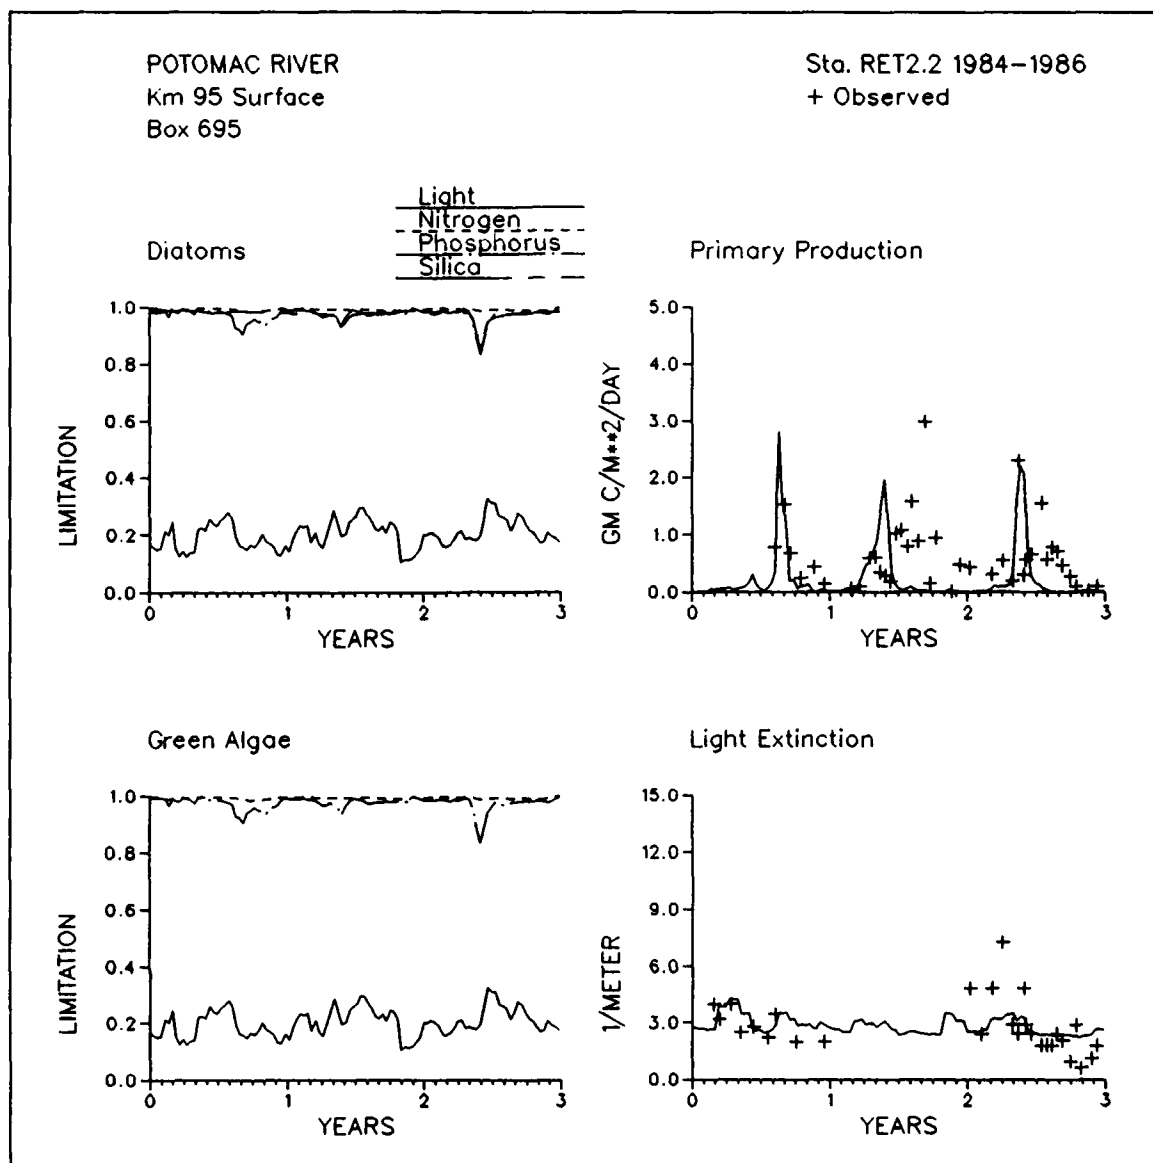 POTOMAC RIVER
Km 95 Surface
Box 695
Sta. RET2.2 1984-1986
+ Observed
Light
Nitrogen
Phosphorus
Silica
Diatoms
1.0
0.8
0.6
0.4
0.2
0.0
LIMITATION
0 1 2 3
YEARS
Primary Production
5.0
4.0
3.0
2.0
1.0
0.0
GM C/M**2/DAY
0 1 2 3
YEARS
Green Algae
1.0
0.8
0.6
0.4
0.2
0.0
LIMITATION
0 1 2 3
YEARS
Light Extinction
15.0
12.0
9.0
6.0
3.0
0.0
1/METER
0 1 2 3
YEARS